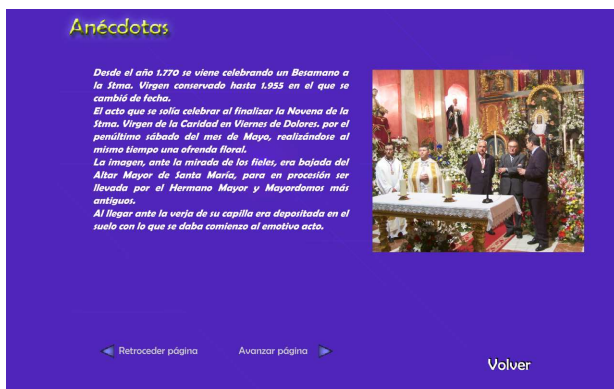 Anécdotas
Desde el año 1.770 se viene celebrando un Besamano a
la Stma. Virgen conservado hasta 1.955 en el que se
cambió de fecha.
El acto que se solía celebrar al finalizar la Novena de la
Stma. Virgen de la Caridad en Viernes de Dolores. por el
penúltimo sábado del mes de Mayo, realizándose al
mismo tiempo una ofrenda floral.
La imagen, ante la mirada de los fieles, era bajada del
Altar Mayor de Santa María, para en procesión ser
llevada por el Hermano Mayor y Mayordomos más
antiguos.
Al llegar ante la verja de su capilla era depositada en el
suelo con lo que se daba comienzo al emotivo acto.
Retroceder página
Avanzar página
Volver